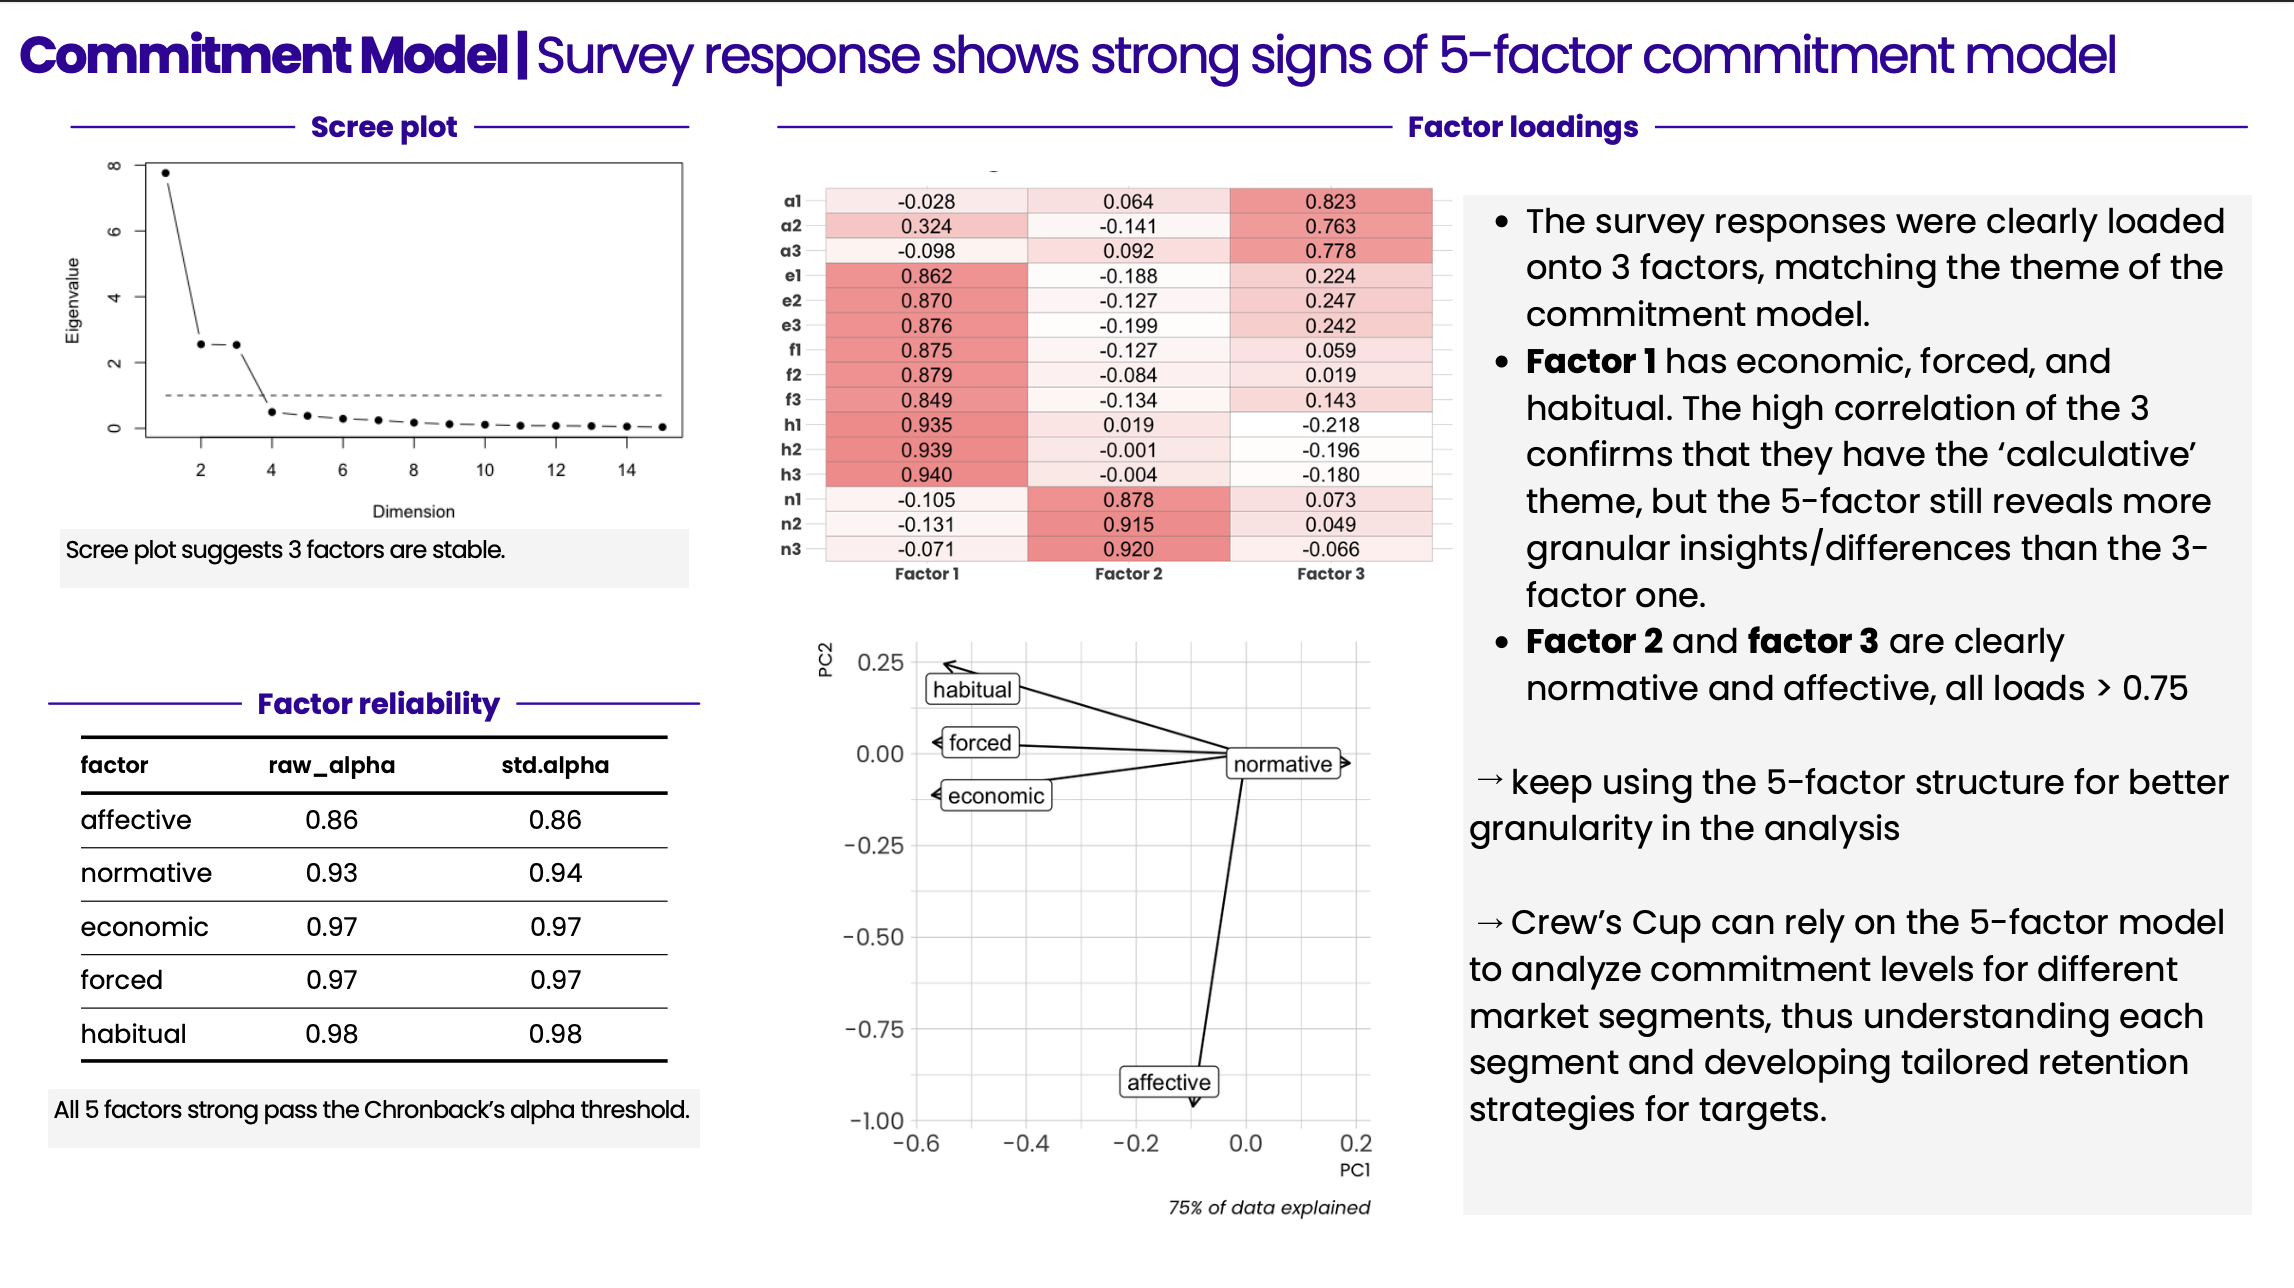 Commitment Model| Survey response shows strong signs of 5-factor commitment model
Scree plot
Eigenvalue
8
6
4
2
0
2 4 6 8 10 12 14
Dimension
Scree plot suggests 3 factors are stable.
Factor reliability
factor raw_alpha std.alpha
affective 0.86 0.86
normative 0.93 0.94
economic 0.97 0.97
forced 0.97 0.97
habitual 0.98 0.98
All 5 factors strong pass the Chronback's alpha threshold.
Factor loadings
a1 -0.028 0.064 0.823
a2 0.324 -0.141 0.763
a3 -0.098 0.092 0.778
e1 0.862 -0.188 0.224
e2 0.870 -0.127 0.247
e3 0.876 -0.199 0.242
f1 0.875 -0.127 0.059
f2 0.879 -0.084 0.019
f3 0.849 -0.134 0.143
h1 0.935 0.019 -0.218
h2 0.939 -0.001 -0.196
h3 0.940 -0.004 -0.180
n1 -0.105 0.878 0.073
n2 -0.131 0.915 0.049
n3 -0.071 0.920 -0.066
Factor 1 Factor 2 Factor 3
PC2
0.25
0.00
−0.25
−0.50
−0.75
−1.00
habitual
forced
economic
normative
affective
−0.6 −0.4 −0.2 0.0 0.2
PC1
75% of data explained
• The survey responses were clearly loaded
onto 3 factors, matching the theme of the
commitment model.
• Factor 1 has economic, forced, and
habitual. The high correlation of the 3
confirms that they have the ‘calculative’
theme, but the 5-factor still reveals more
granular insights/differences than the 3-
factor one.
• Factor 2 and factor 3 are clearly
normative and affective, all loads > 0.75
→ keep using the 5-factor structure for better
granularity in the analysis
→ Crew’s Cup can rely on the 5-factor model
to analyze commitment levels for different
market segments, thus understanding each
segment and developing tailored retention
strategies for targets.